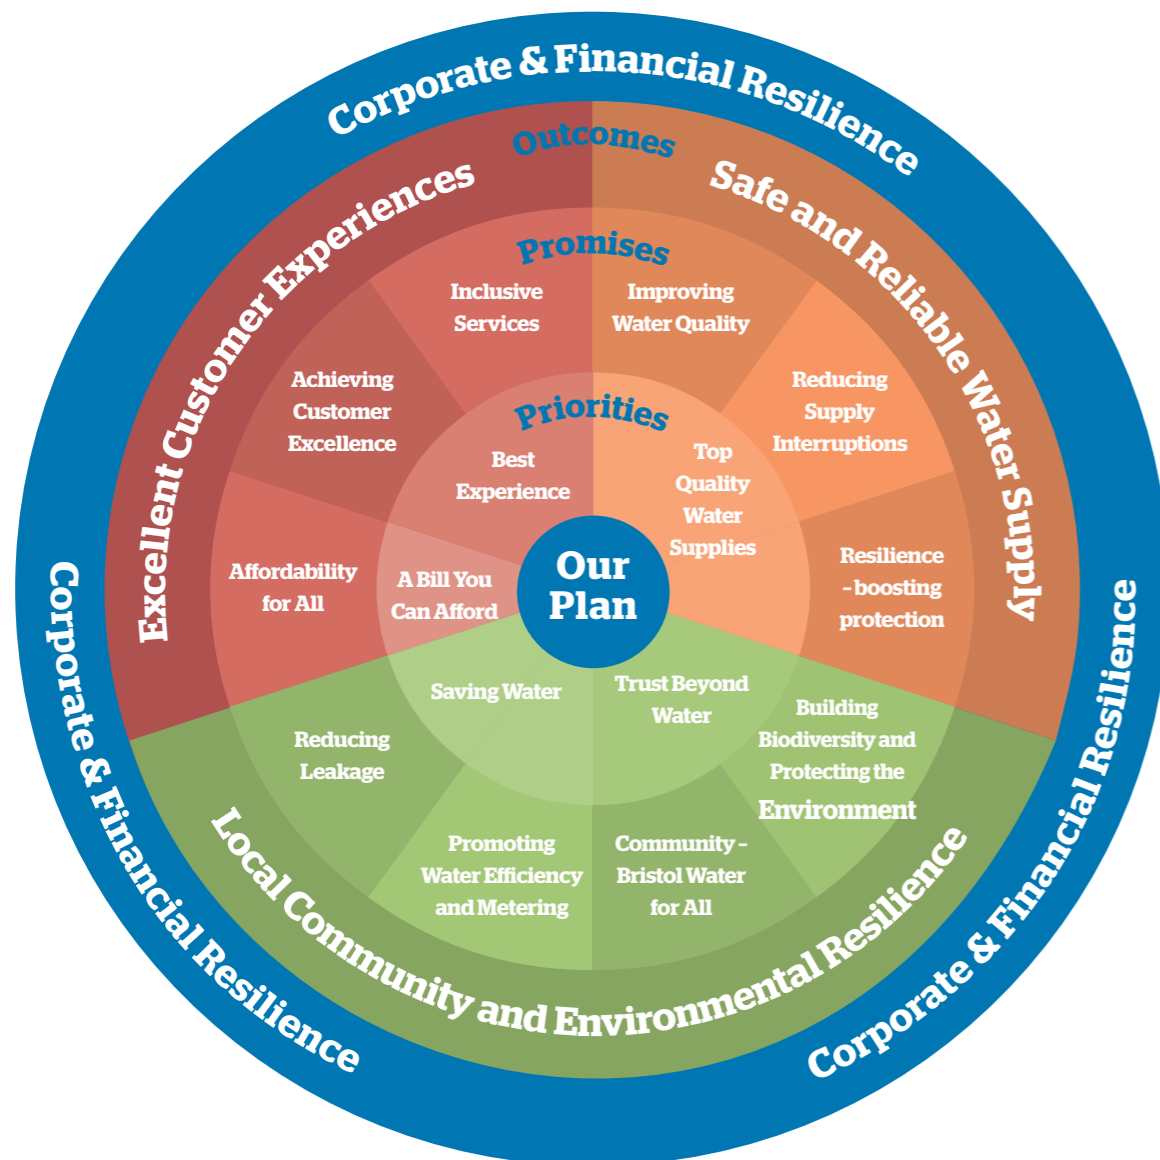 Corporate & Financial Resilience
Outcomes
Excellent Customer Experiences
Safe and Reliable Water Supply
Promises
Inclusive
Services
Improving
Water Quality
Achieving
Customer
Excellence
Reducing
Supply
Interruptions
Priorities
Best
Experience
Top
Quality
Water
Supplies
Affordability
for All
A Bill You
Can Afford
Our
Plan
Resilience
– boosting
protection
Saving Water
Trust Beyond
Water
Reducing
Leakage
Building
Biodiversity and
Protecting the
Environment
Promoting
Water Efficiency
and Metering
Community –
Bristol Water
for All
Local Community and Environmental Resilience
Corporate & Financial Resilience
Corporate & Financial Resilience